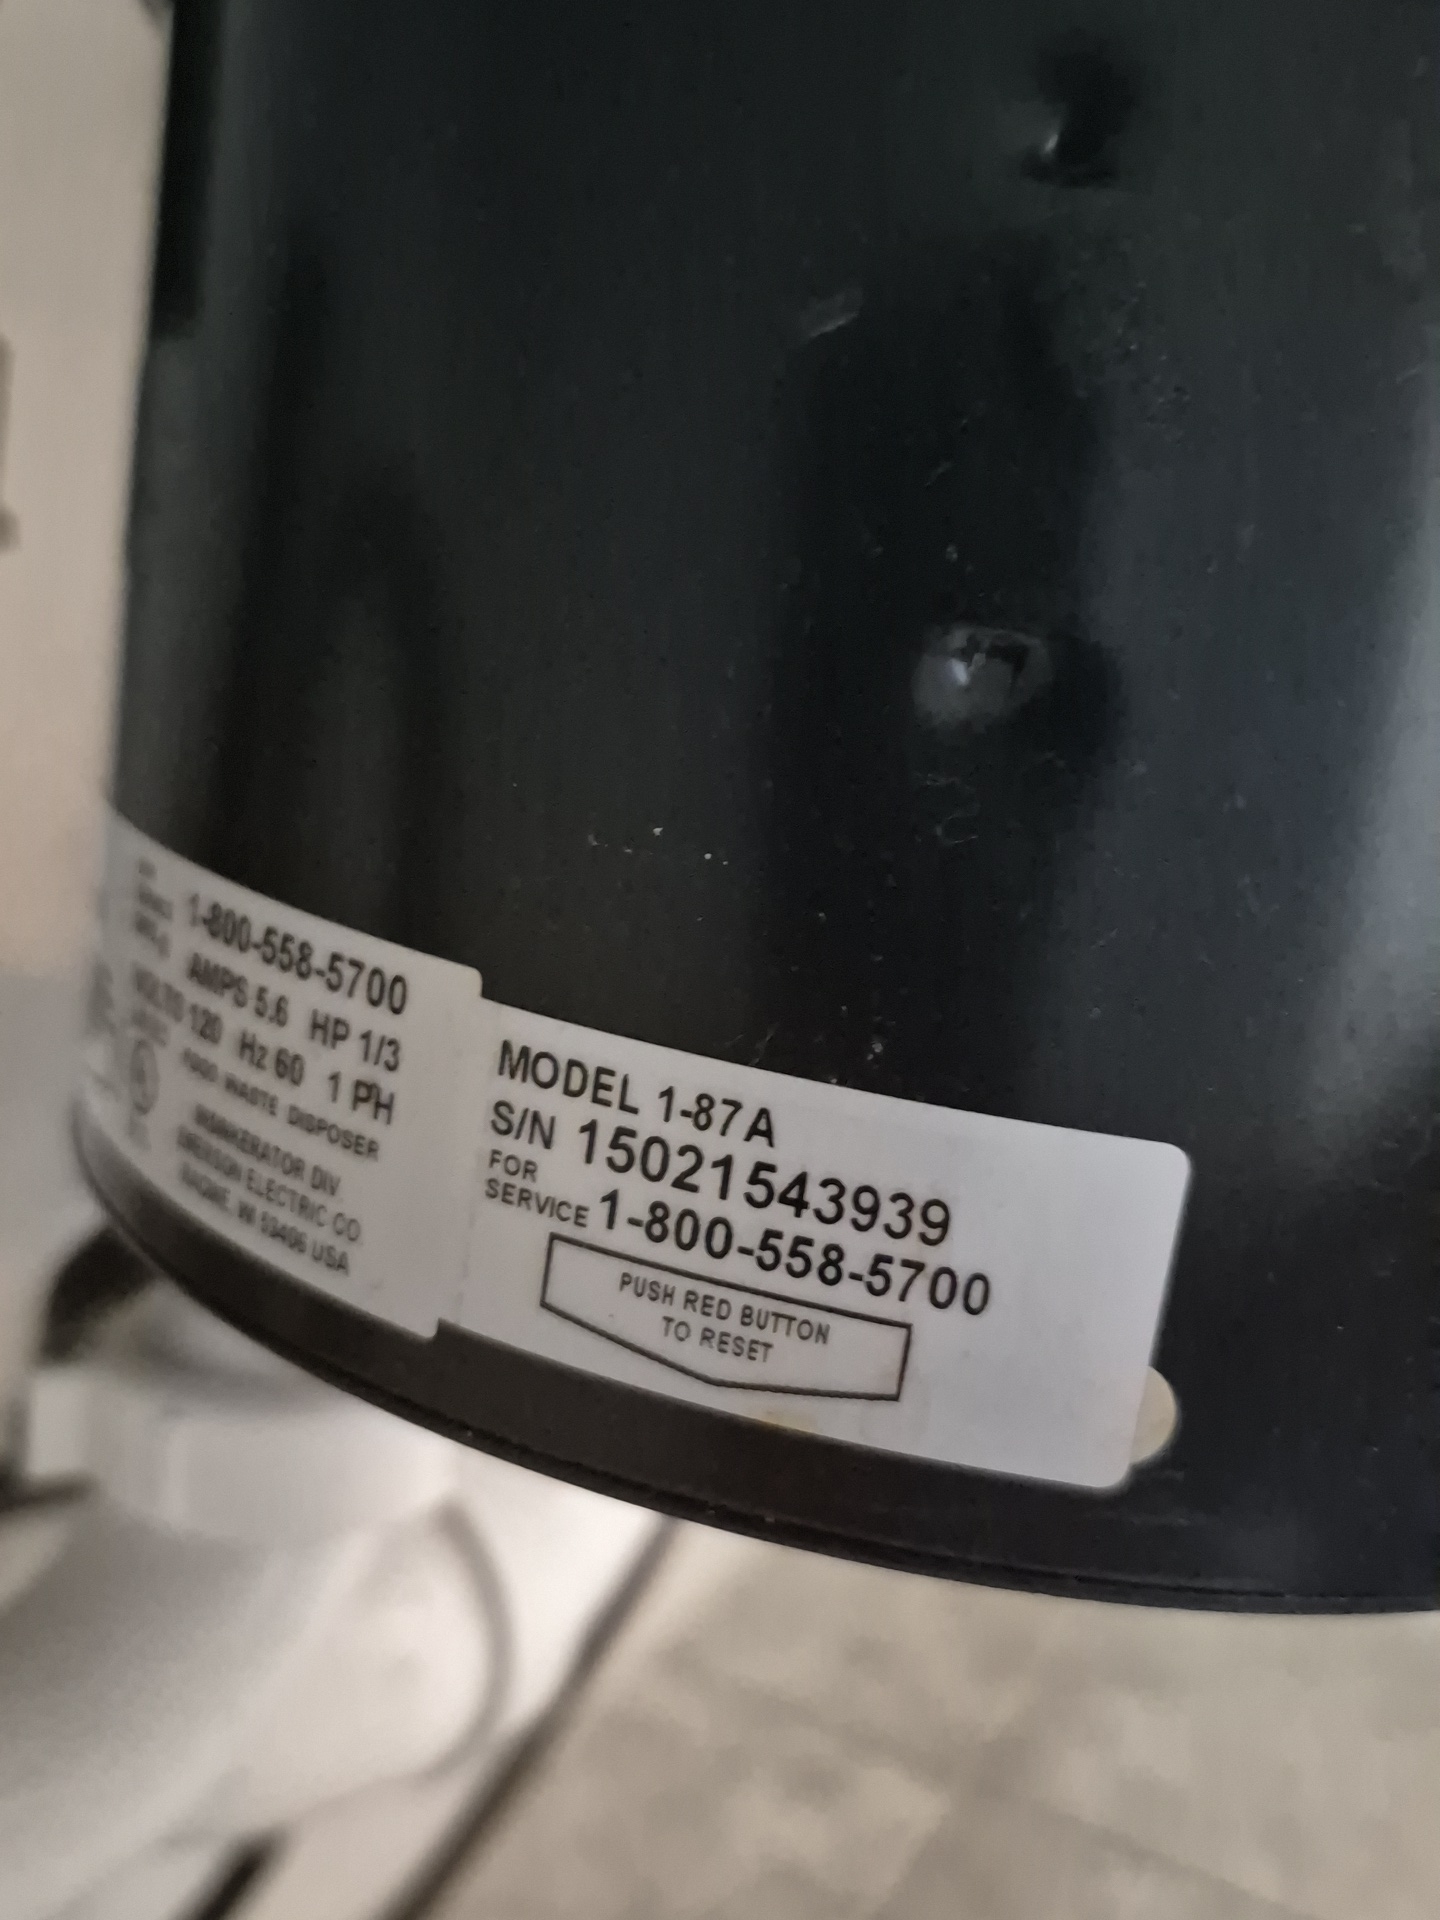 1-800-558-5700
AMPS 5.6 HP 1/3
VOLTS 120 Hz 60 1 PH
FOOD WASTE DISPOSER
INSINKERATOR DIV.
EMERSON ELECTRIC CO
RACINE, WI 53406 USA
MODEL 1-87A
S/N 15021543939
FOR
SERVICE 1-800-558-5700
PUSH RED BUTTON
TO RESET